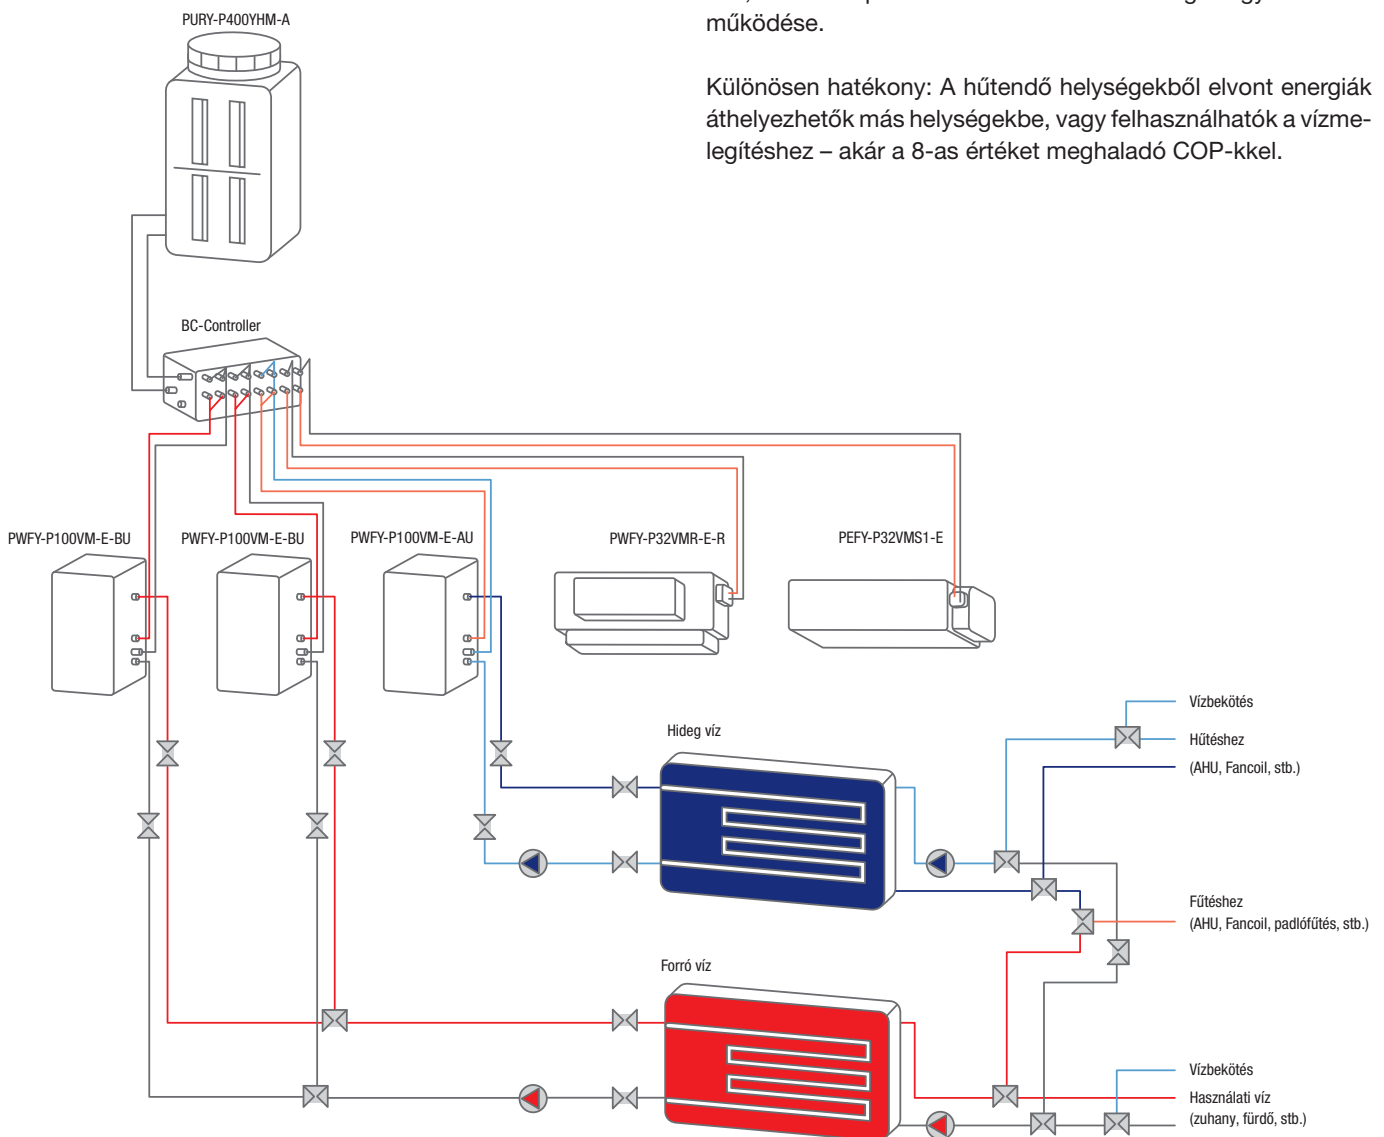 működése.
Különösen hatékony: A hűtendő helységekből elvont energiák
áthelyezhetők más helységekbe, vagy felhasználhatók a vízme-
legítéshez – akár a 8-as értéket meghaladó COP-kkel.
PURY-P400YHM-A
BC-Controller
PWFY-P100VM-E-BU
PWFY-P100VM-E-BU
PWFY-P100VM-E-AU
PWFY-P32VMR-E-R
PEFY-P32VMS1-E
Hideg víz
Vízbekötés
Hűtéshez
(AHU, Fancoil, stb.)
Fűtéshez
(AHU, Fancoil, padlófűtés, stb.)
Forró víz
Vízbekötés
Használati víz
(zuhany, fürdő, stb.)